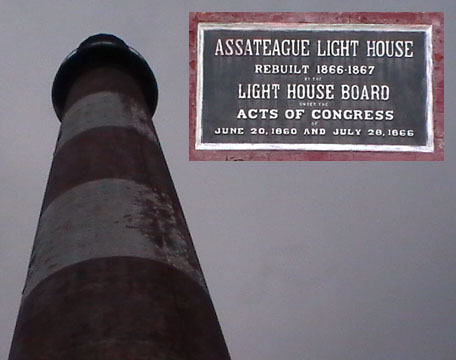 ASSATEAGUE LIGHT HOUSE
REBUILT 1866-1867
BY THE
LIGHT HOUSE BOARD
UNDER THE
ACTS OF CONGRESS
OF
JUNE 20, 1860 AND JULY 28, 1866